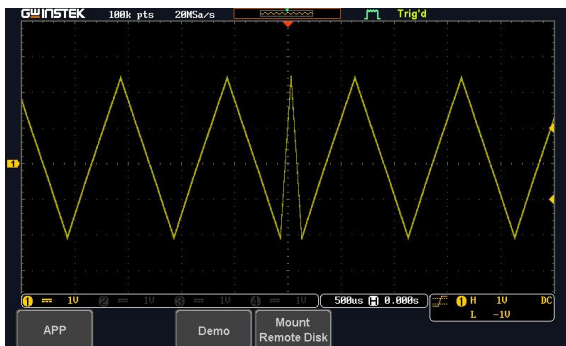 GWINSTEK 100k pts 20MSa/s Trig'd
1
1 1V 2 1V 3 1V 4 1V 500us H 0.000s 1 H 1V DC
L -1V
APP Demo Mount
Remote Disk